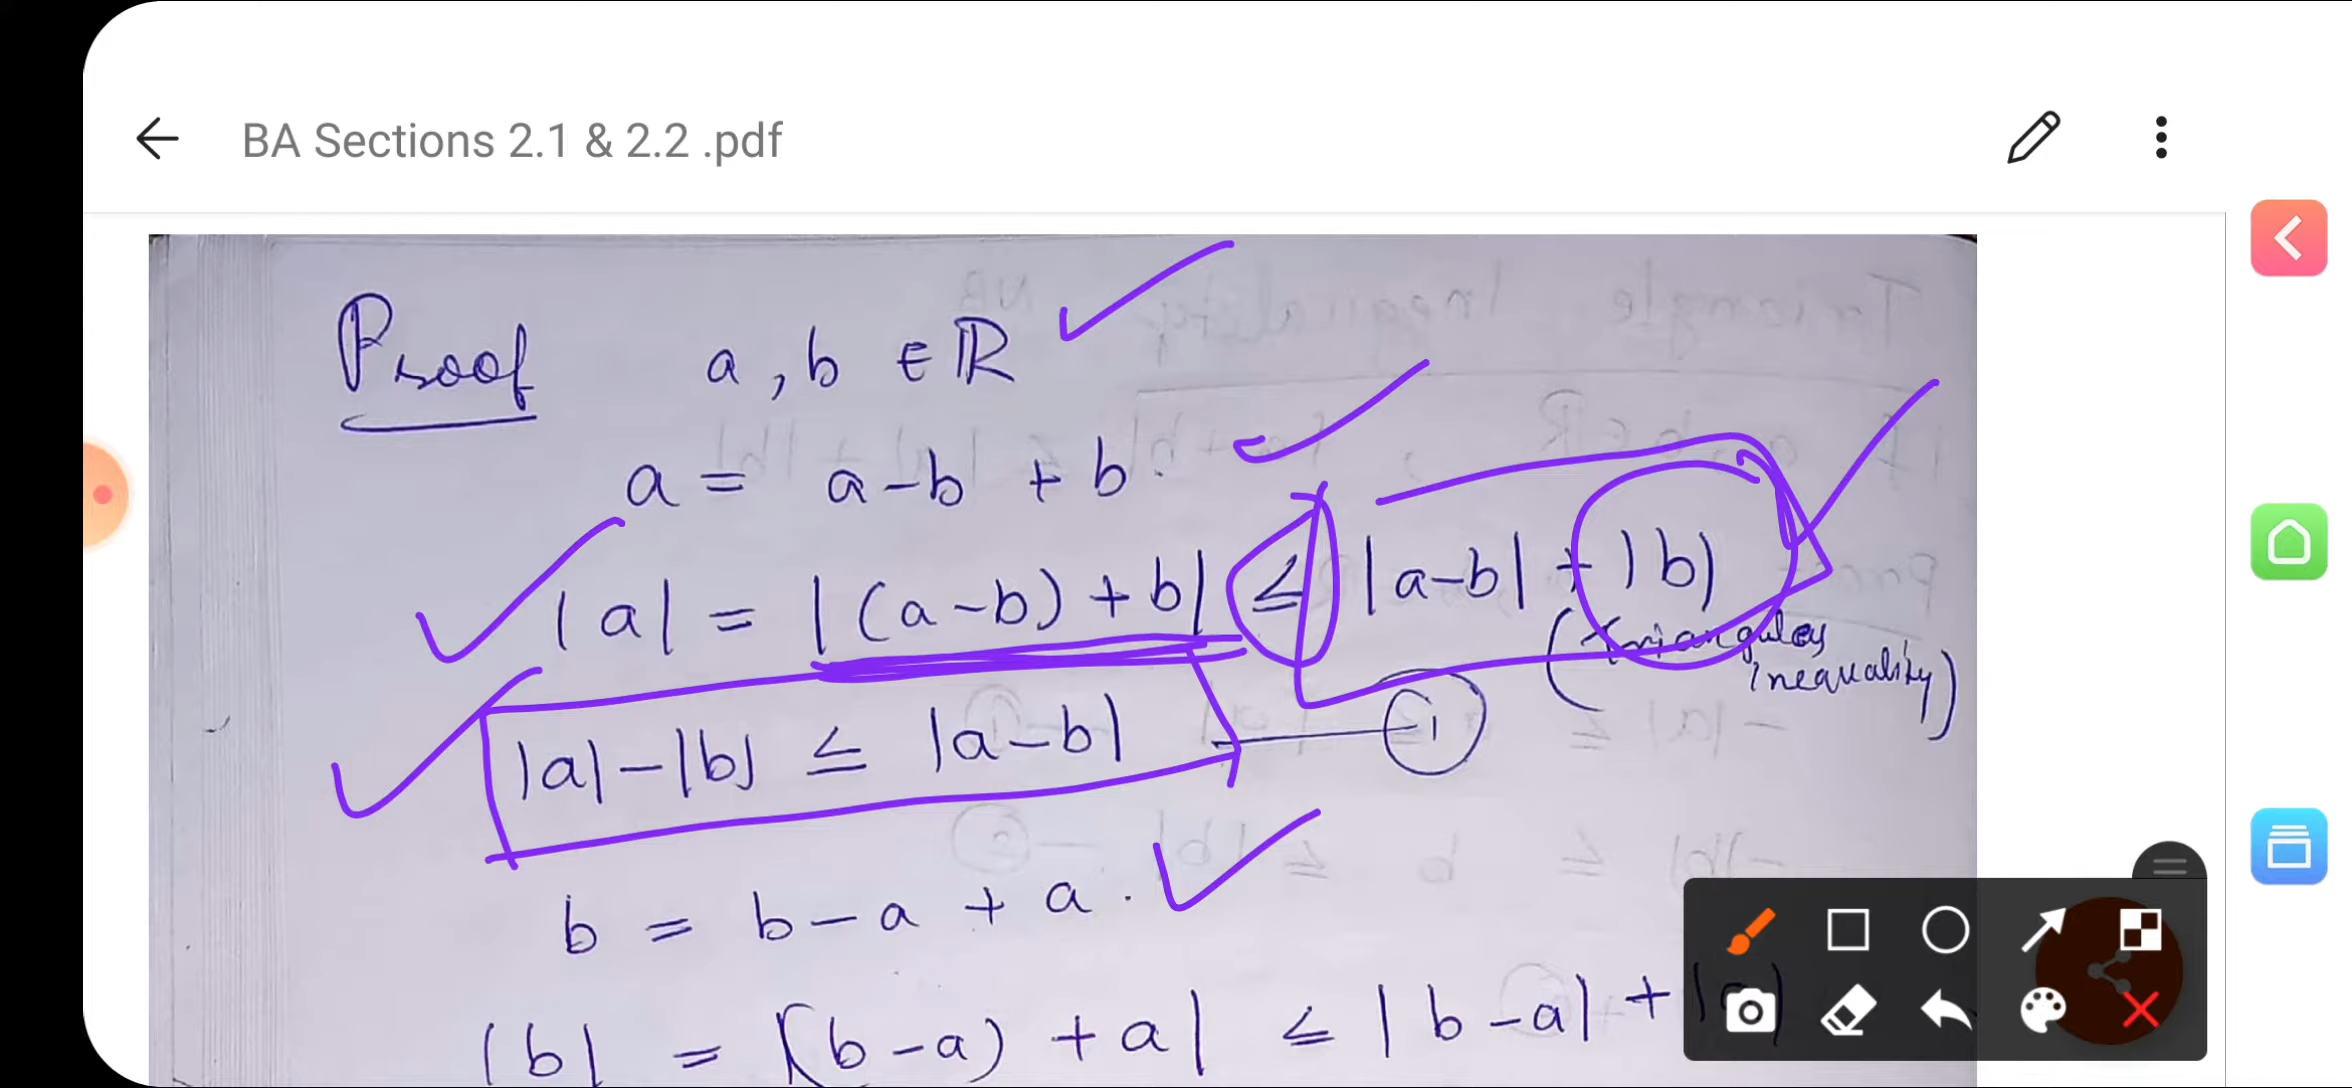 BA Sections 2.1 & 2.2 .pdf
Proof a, b ∈ ℝ
a = a-b + b.
|a| = |(a-b) + b| ≤ |a-b| + |b|
(triangular inequality)
|a| - |b| ≤ |a-b| — ①
b = b-a + a.
|b| = |(b-a) + a| ≤ |b-a| + |a|